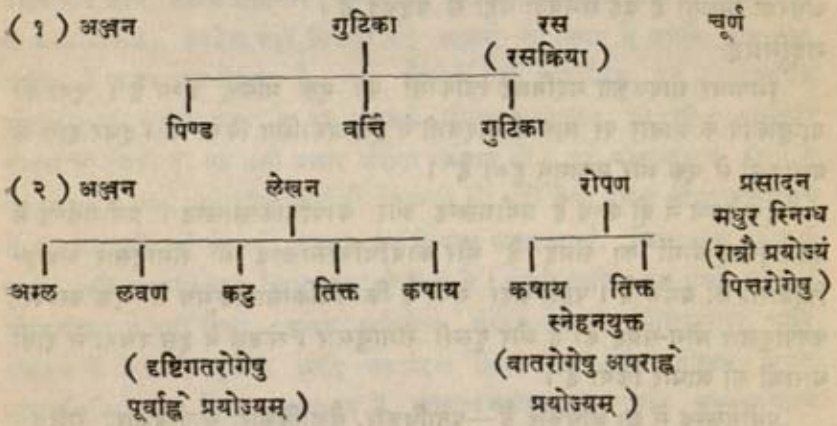 (१) अञ्जन गुटिका रस चूर्ण
(रसक्रिया)
पिण्ड वर्त्ति गुटिका
(२) अञ्जन लेखन रोपण प्रसादन
मधुर स्निग्ध
(रात्रौ प्रयोज्यं
अम्ल लवण कटु तिक्त कषाय कषाय तिक्त पित्तरोगेषु)
स्नेहनयुक्त
(दृष्टिगतरोगेषु (वातरोगेषु अपराह्णे
पूर्वाह्णे प्रयोज्यम्) प्रयोज्यम्)